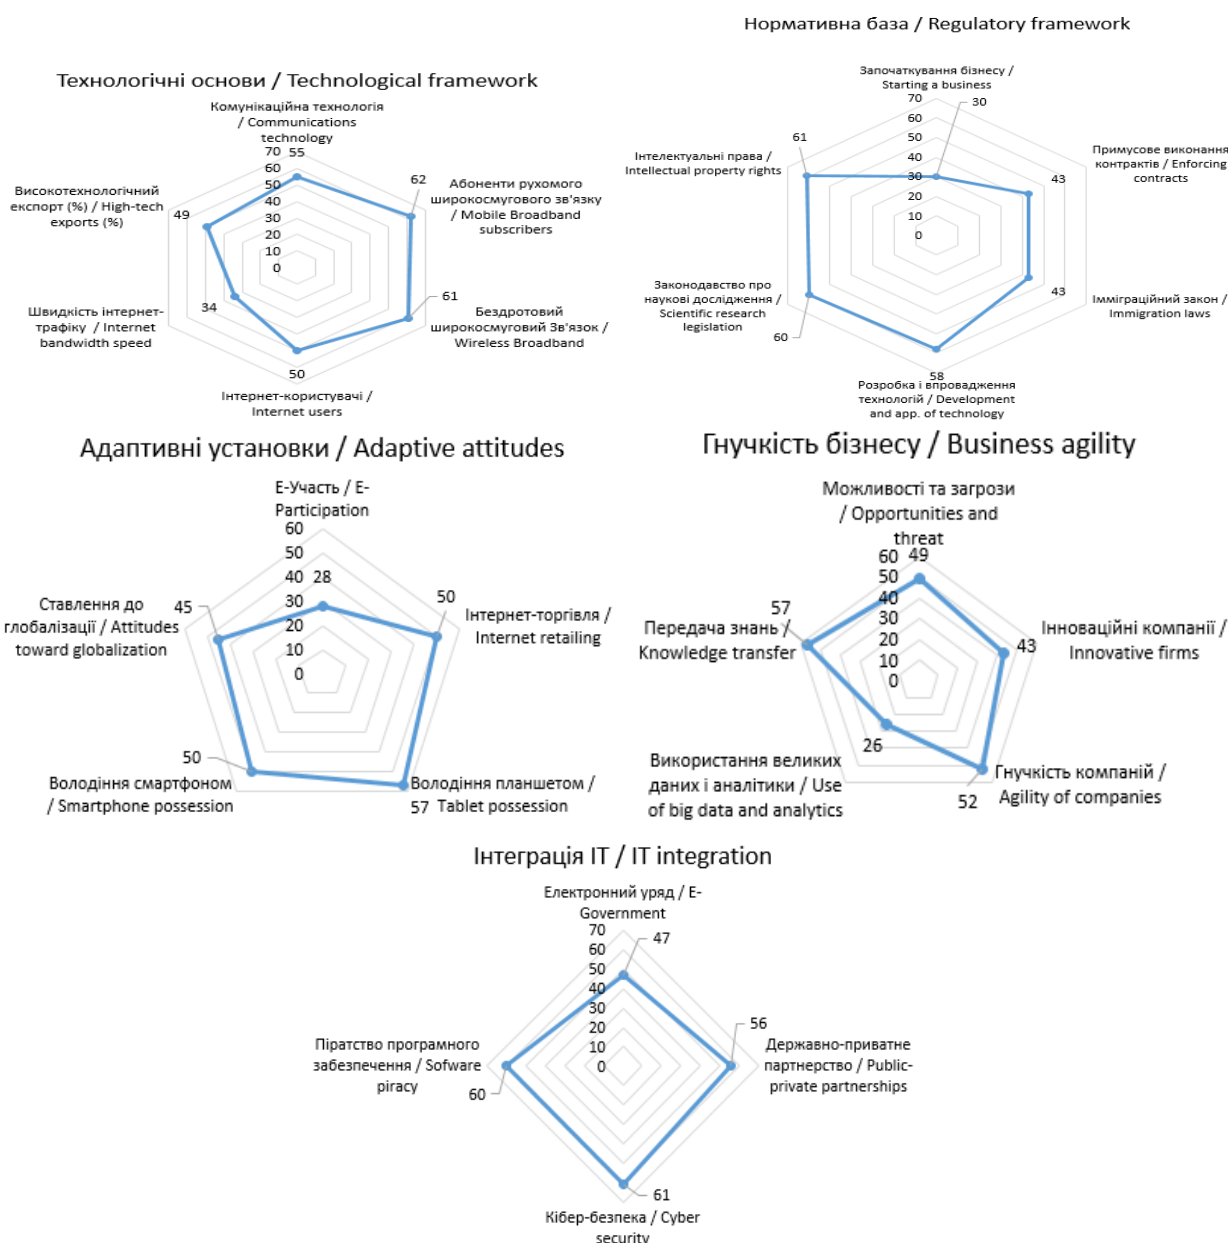 Технологічні основи / Technological framework
Комунікаційна технологія
/ Communications
technology
70
60
50
40
30
20
10
0
55
62
Абоненти рухомого
широкосмугового зв'язку
/ Mobile Broadband
subscribers
61
Бездротовий
широкосмуговий Зв'язок /
Wireless Broadband
50
Інтернет-користувачі /
Internet users
34
Швидкість інтернет-
трафіку / Internet
bandwidth speed
49
Високотехнологічний
експорт (%) / High-tech
exports (%)
Нормативна база / Regulatory framework
Започаткування бізнесу /
Starting a business
70
60
50
40
30
20
10
0
30
Примусове виконання
контрактів / Enforcing
contracts
43
43
Імміграційний закон /
Immigration laws
58
Розробка і впровадження
технологій / Development
and app. of technology
Законодавство про
наукові дослідження /
Scientific research
legislation
60
61
Інтелектуальні права /
Intellectual property rights
Адаптивні установки / Adaptive attitudes
Е-Участь / E-
Participation
60
50
40
30
20
10
0
28
50
Інтернет-торгівля /
Internet retailing
Володіння планшетом /
57 Tablet possession
50
Володіння смартфоном
/ Smartphone possession
45
Ставлення до
глобалізації / Attitudes
toward globalization
Гнучкість бізнесу / Business agility
Можливості та загрози
/ Opportunities and
threat
60
50
40
30
20
10
0
49
Інноваційні компанії /
Innovative firms
43
Гнучкість компаній /
Agility of companies
52
26
Використання великих
даних і аналітики / Use
of big data and analytics
57
Передача знань /
Knowledge transfer
Інтеграція ІТ / IT integration
Електронний уряд / E-
Government
70
60
50
40
30
20
10
0
47
56
Державно-приватне
партнерство / Public-
private partnerships
61
Кібер-безпека / Cyber
security
Піратство програмного
забезпечення / Sofware
piracy
60